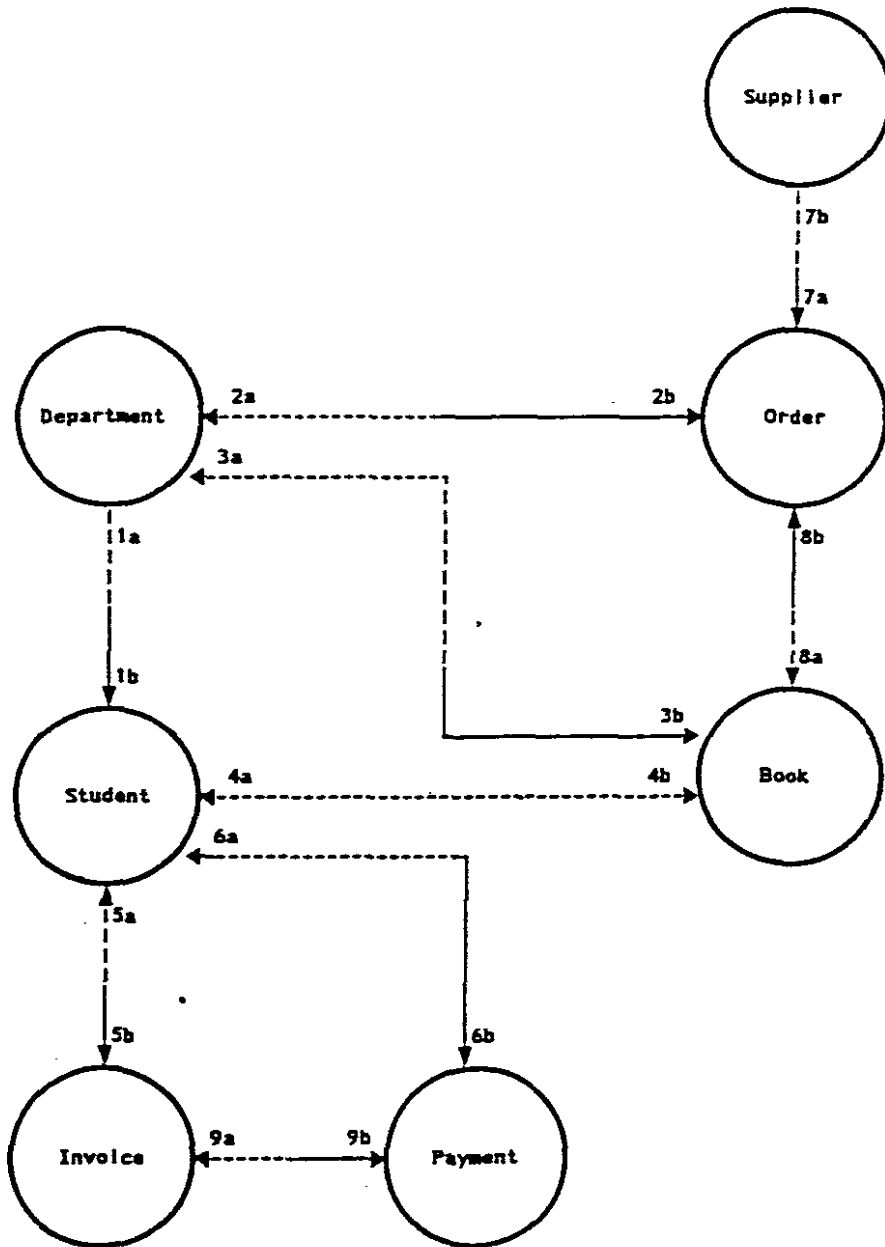 Supplier
7b
7a
2a
2b
Department
Order
3a
1a
8b
1b
8a
3b
4a
4b
Student
Book
6a
5a
5b
6b
9a
9b
Invoice
Payment